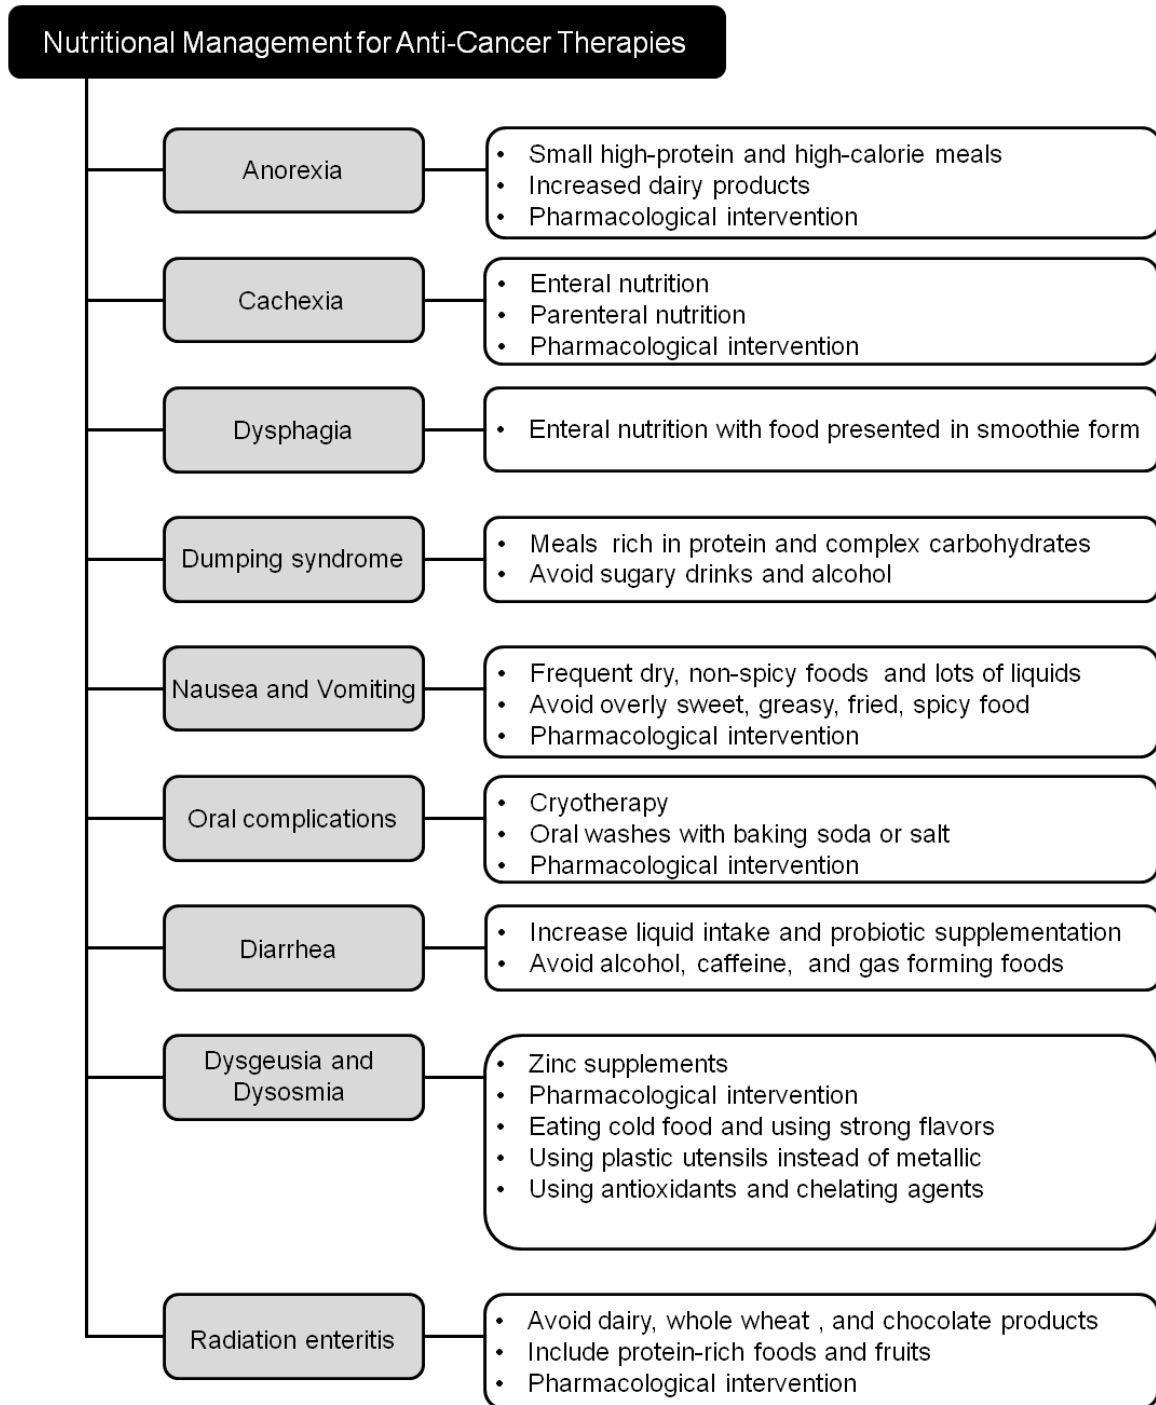 Nutritional Management for Anti-Cancer Therapies
Anorexia
• Small high-protein and high-calorie meals
• Increased dairy products
• Pharmacological intervention
Cachexia
• Enteral nutrition
• Parenteral nutrition
• Pharmacological intervention
Dysphagia
• Enteral nutrition with food presented in smoothie form
Dumping syndrome
• Meals rich in protein and complex carbohydrates
• Avoid sugary drinks and alcohol
Nausea and Vomiting
• Frequent dry, non-spicy foods and lots of liquids
• Avoid overly sweet, greasy, fried, spicy food
• Pharmacological intervention
Oral complications
• Cryotherapy
• Oral washes with baking soda or salt
• Pharmacological intervention
Diarrhea
• Increase liquid intake and probiotic supplementation
• Avoid alcohol, caffeine, and gas forming foods
Dysgeusia and
Dysosmia
• Zinc supplements
• Pharmacological intervention
• Eating cold food and using strong flavors
• Using plastic utensils instead of metallic
• Using antioxidants and chelating agents
Radiation enteritis
• Avoid dairy, whole wheat , and chocolate products
• Include protein-rich foods and fruits
• Pharmacological intervention